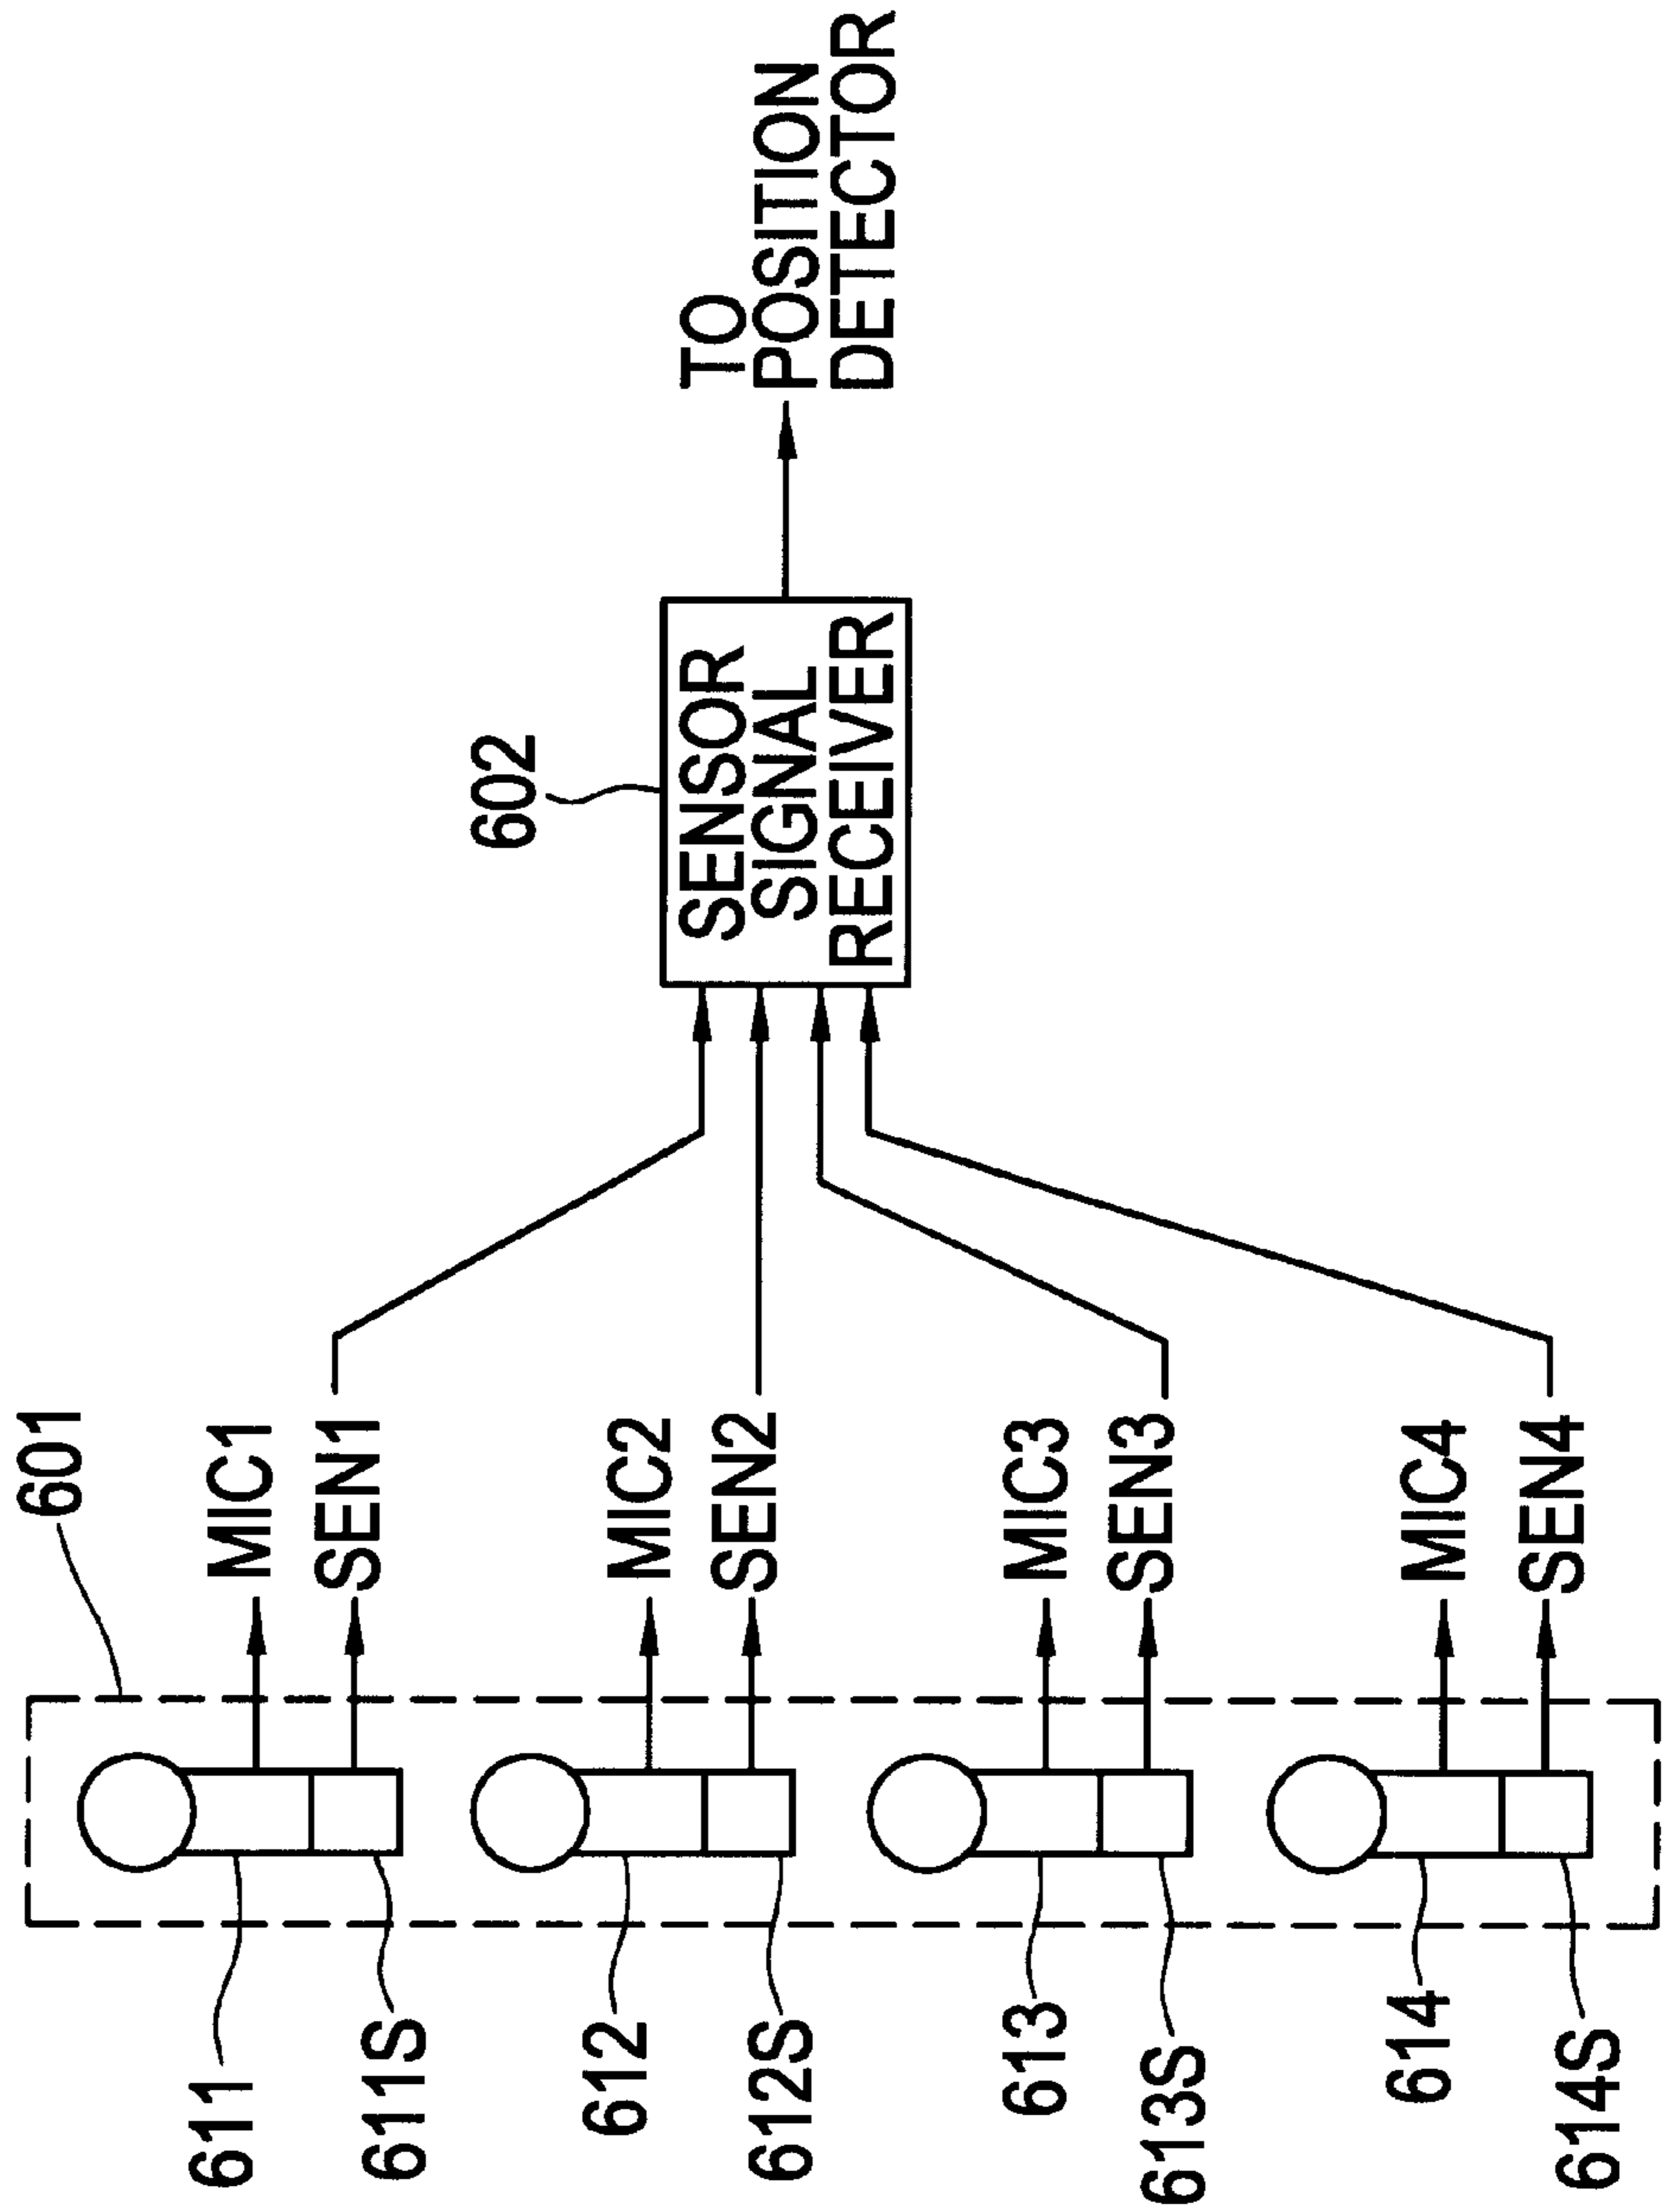 601
611
MIC1
611S
SEN1
612
MIC2
612S
SEN2
613
MIC3
613S
SEN3
614
MIC4
614S
SEN4
602
SENSOR
SIGNAL
RECEIVER
TO
POSITION
DETECTOR